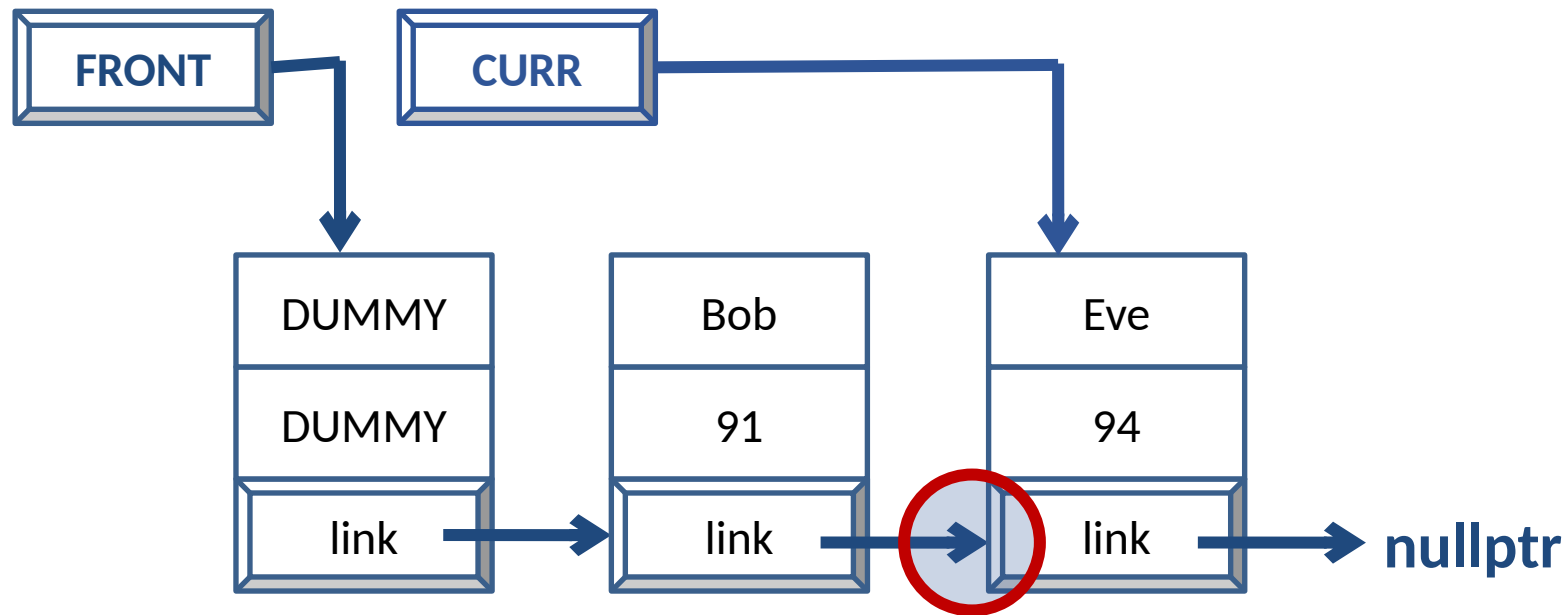 FRONT CURR
DUMMY Bob Eve
DUMMY 91 94
link link link nullptr